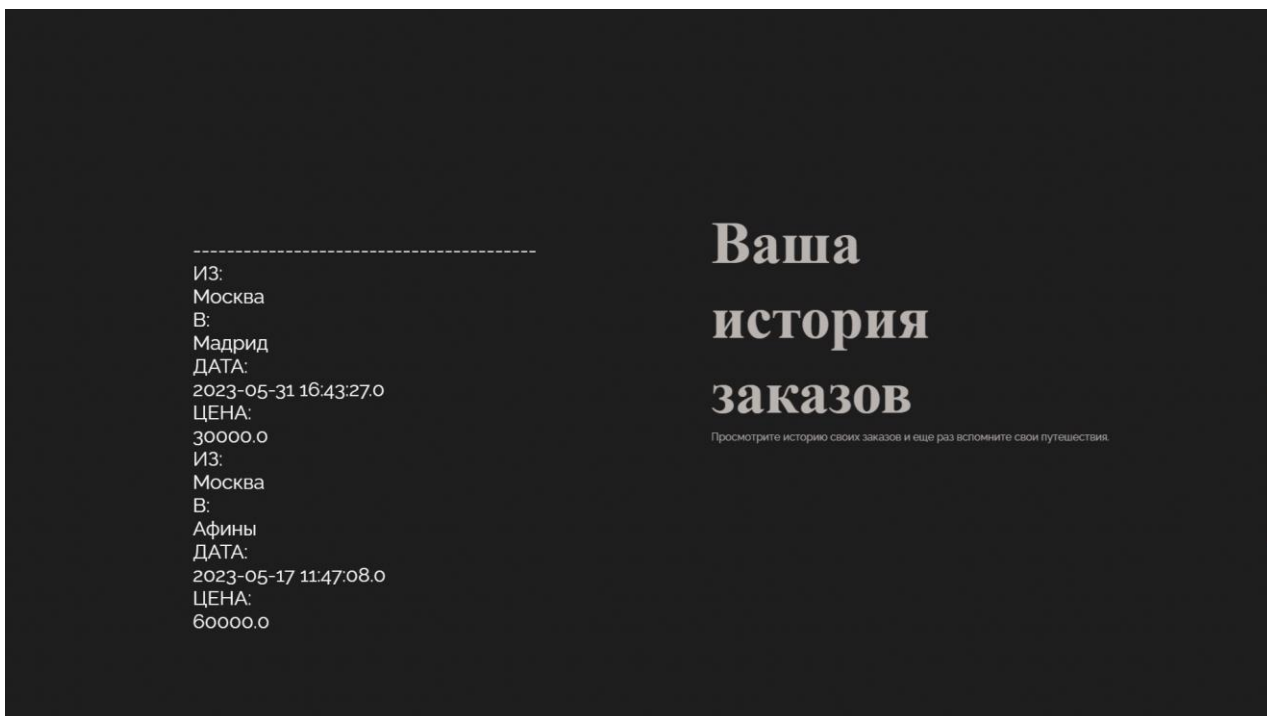 ----------------------------------------
ИЗ:
Москва
В:
Мадрид
ДАТА:
2023-05-31 16:43:27.0
ЦЕНА:
30000.0
ИЗ:
Москва
В:
Афины
ДАТА:
2023-05-17 11:47:08.0
ЦЕНА:
60000.0
Ваша
история
заказов
Просмотрите историю своих заказов и еще раз вспомните свои путешествия.